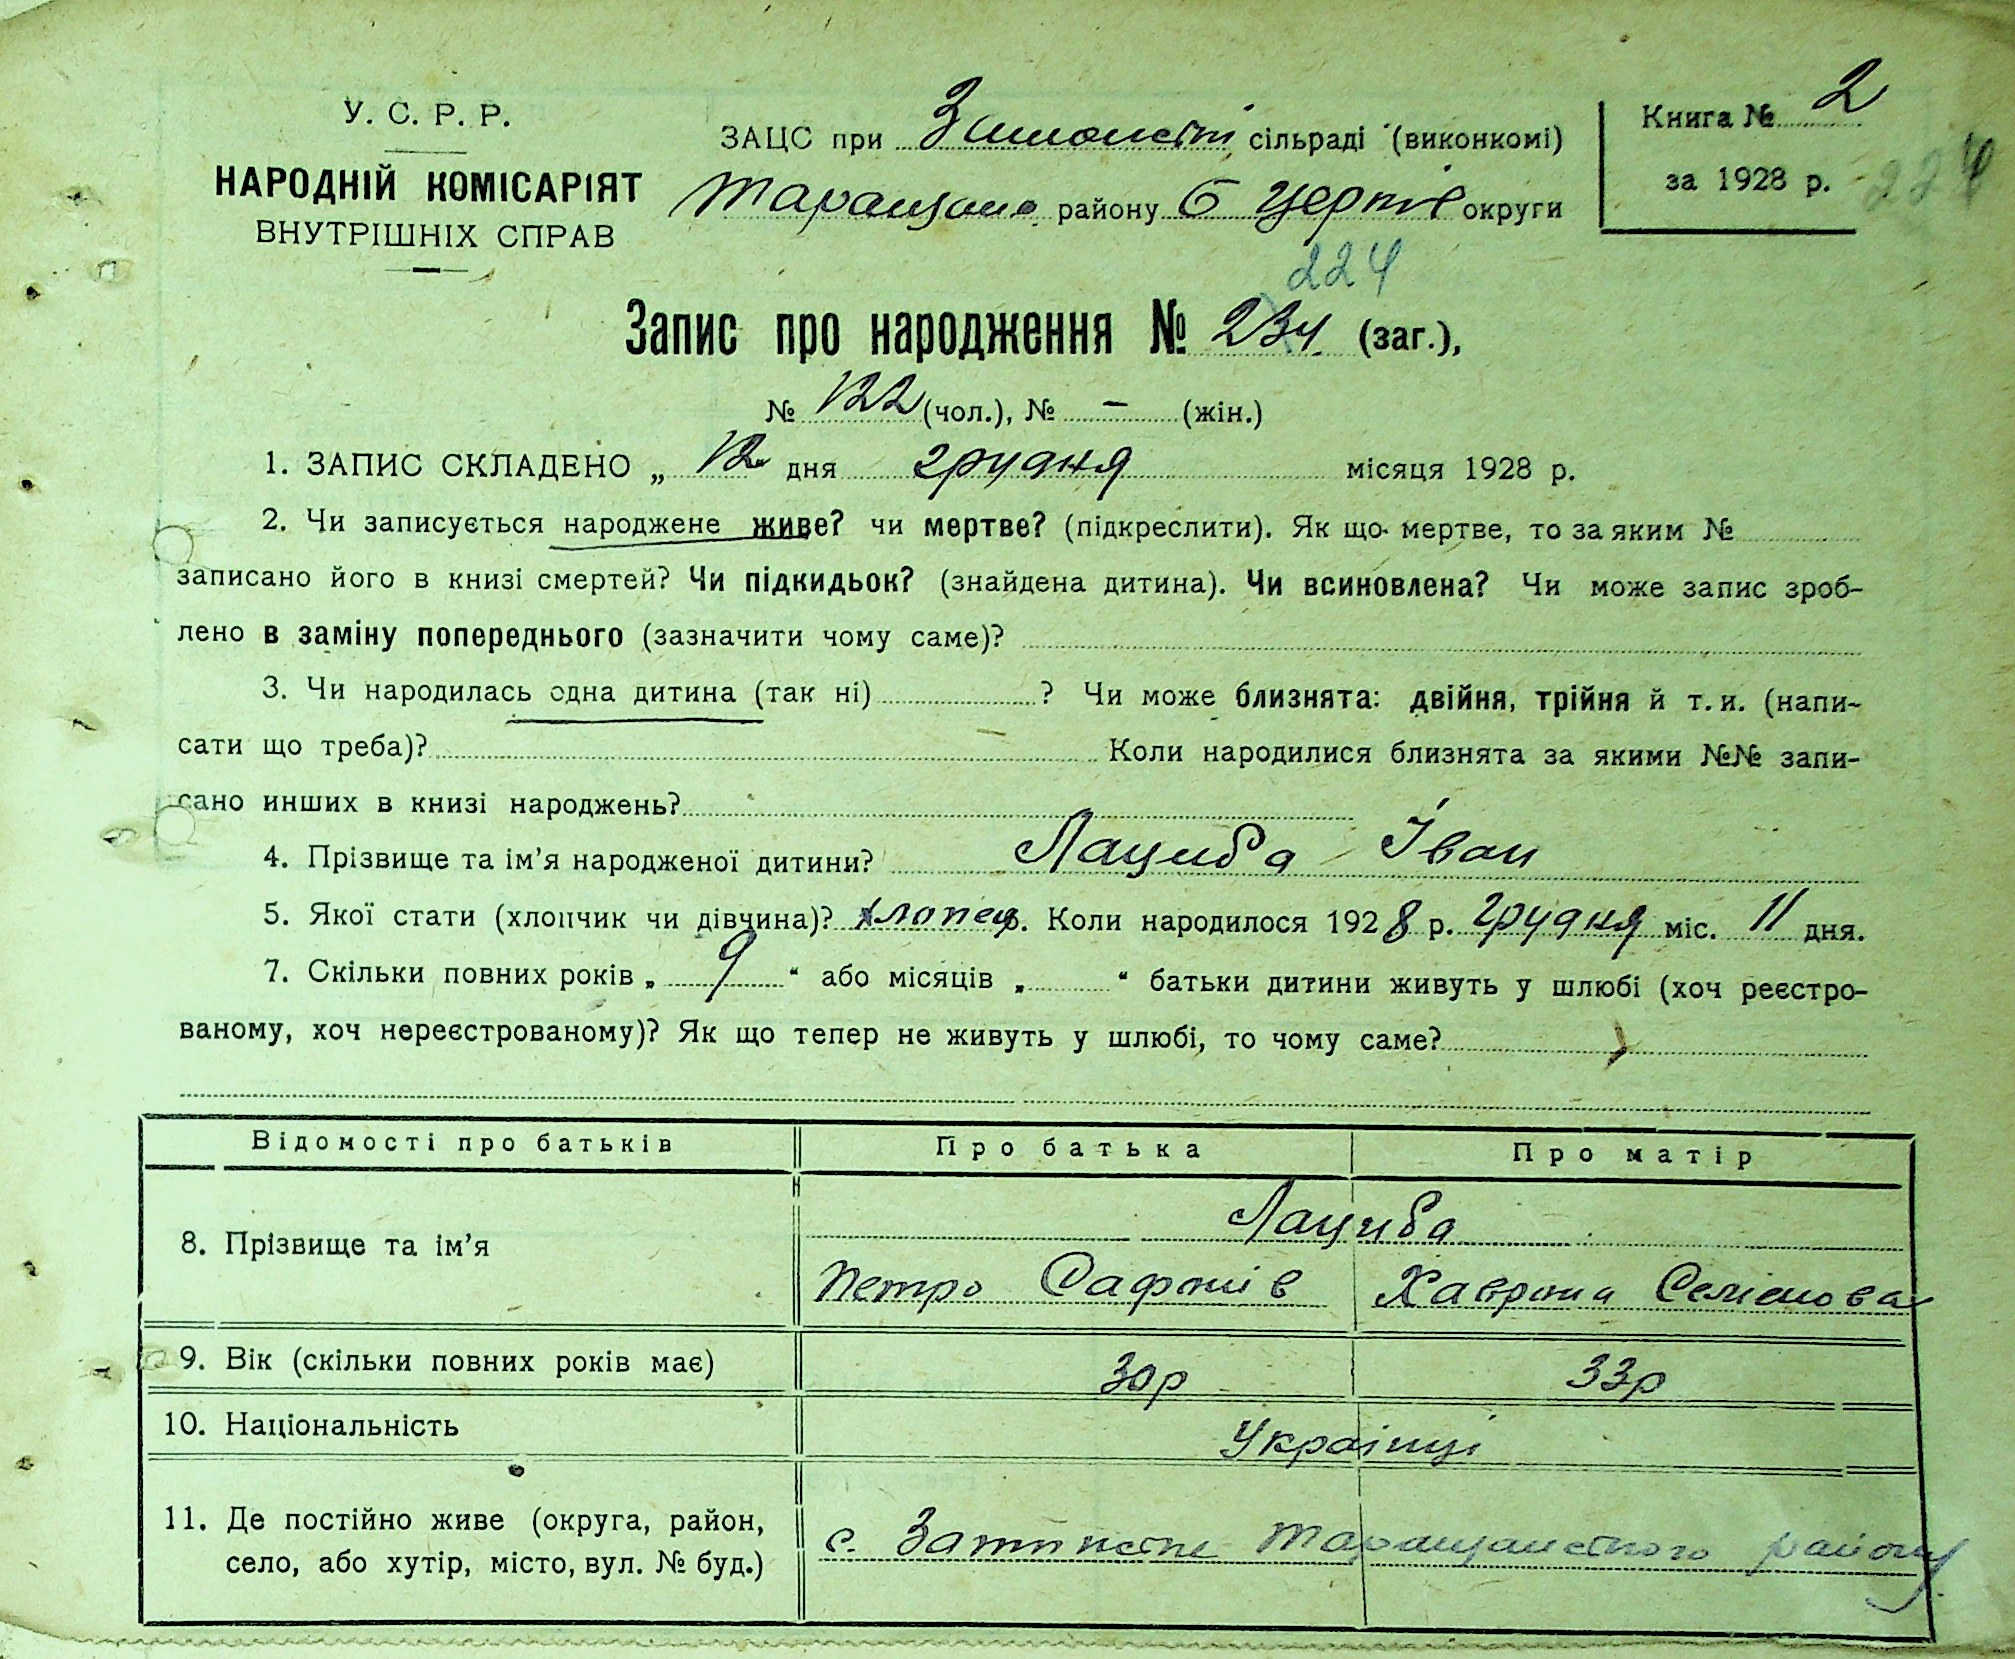 У. С. Р. Р.
НАРОДНІЙ КОМІСАРІЯТ
ВНУТРІШНІХ СПРАВ
ЗАЦС при сільраді (виконкомі)
району Б Церків округи
Книга № 2
за 1928 р.
224
224
Запис про народження № 234 (заг.),
№ 122 (чол.), № – (жін.)
1. ЗАПИС СКЛАДЕНО „ 12 дня грудня місяця 1928 р.
2. Чи записується народжене живе? чи мертве? (підкреслити). Як що мертве, то за яким №
записано його в книзі смертей? Чи підкидьок? (знайдена дитина). Чи всиновлена? Чи може запис зроб-
лено в заміну попереднього (зазначити чому саме)?
3. Чи народилась одна дитина (так ні) ? Чи може близнята: двійня, трійня й т. и. (напи-
сати що треба)? Коли народилися близнята за якими №№ запи-
сано инших в книзі народжень?
4. Прізвище та ім’я народженої дитини? Лациба Іван
5. Якої стати (хлопчик чи дівчина)? хлопець. Коли народилося 1928 р. грудня міс. 11 дня.
7. Скільки повних років „ 9 “ або місяців „ “ батьки дитини живуть у шлюбі (хоч реєстро-
ваному, хоч нереєстрованому)? Як що тепер не живуть у шлюбі, то чому саме?
Відомості про батьків Про батька Про матір
8. Прізвище та ім’я Лациба
Петро Сафонів Хаврона Семенова
9. Вік (скільки повних років має) 30р 33р
10. Національність Українці
11. Де постійно живе (округа, район,
село, або хутір, місто, вул. № буд.)
с. Таращанського району